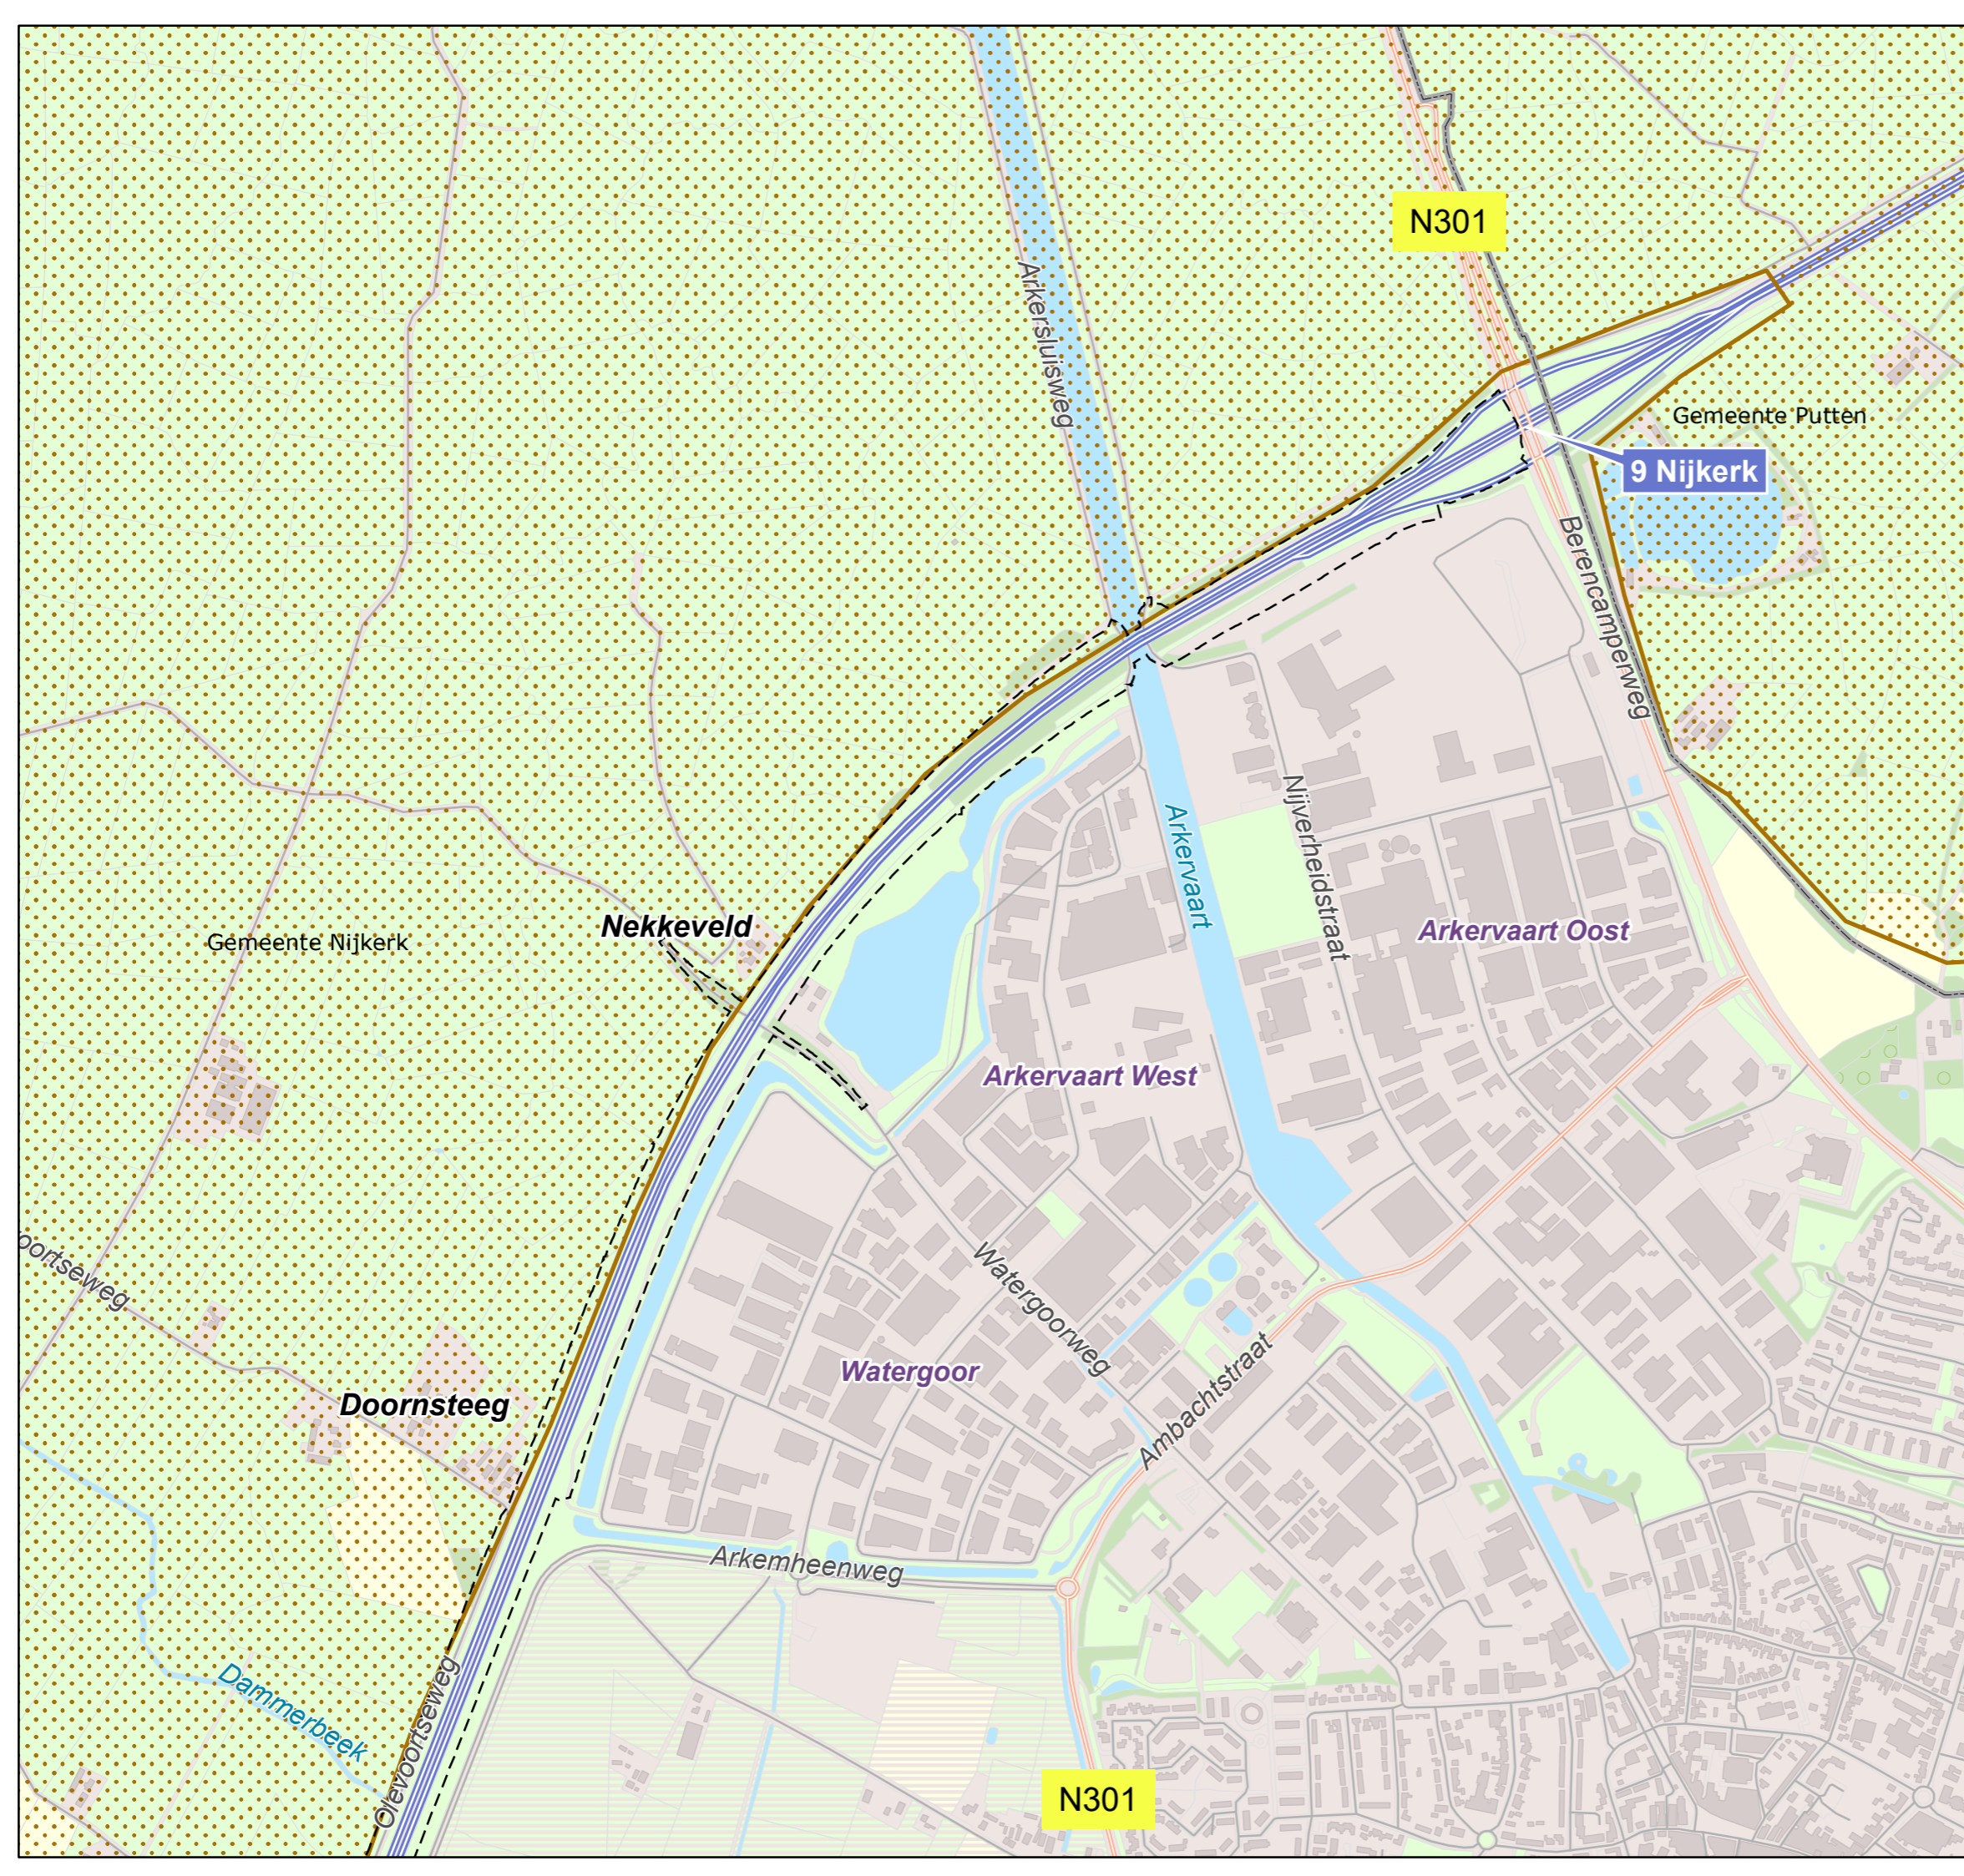 N301
Arkersluisweg
Gemeente Putten
9 Nijkerk
Berencamperweg
Nijverheidstraat
Arkervaart
Nekkeveld
Gemeente Nijkerk
Arkervaart Oost
Arkervaart West
oortseweg
Watergoorweg
Watergoor
Ambachtstraat
Doornsteeg
Arkemheenweg
Dammerbeek
Olevoortseweg
N301